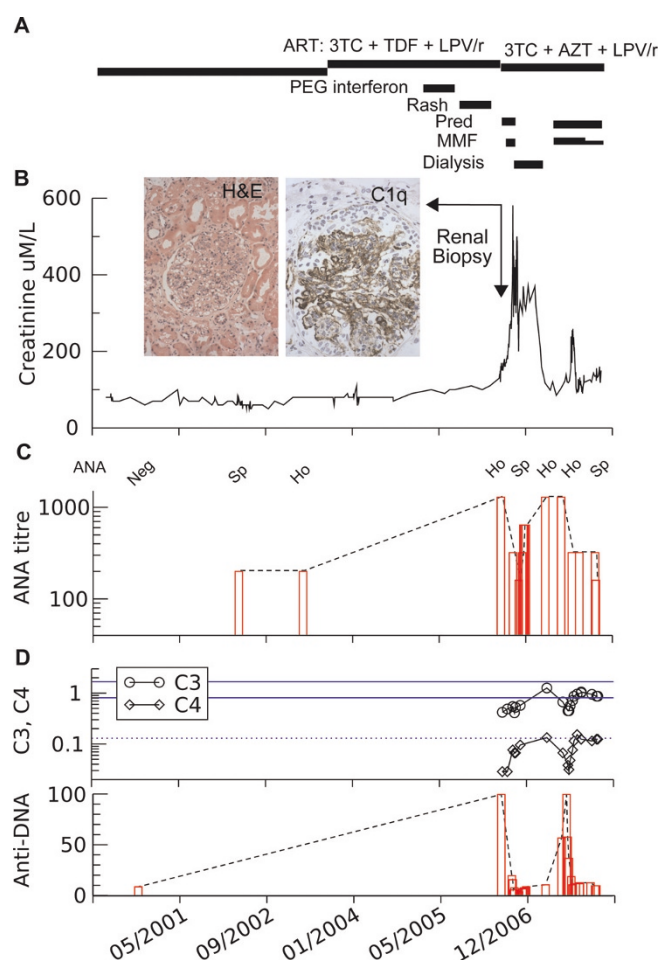 A
ART: 3TC + TDF + LPV/r
3TC + AZT + LPV/r
PEG interferon
Rash
Pred
MMF
Dialysis
B
600
400
200
0
Creatinine uM/L
H&E
C1q
Renal
Biopsy
C
ANA
Neg
Sp
Ho
Ho
Sp
Ho
Ho
Sp
1000
100
ANA titre
D
C3
C4
1
0.1
C3, C4
100
50
0
Anti-DNA
05/2001
09/2002
01/2004
05/2005
12/2006